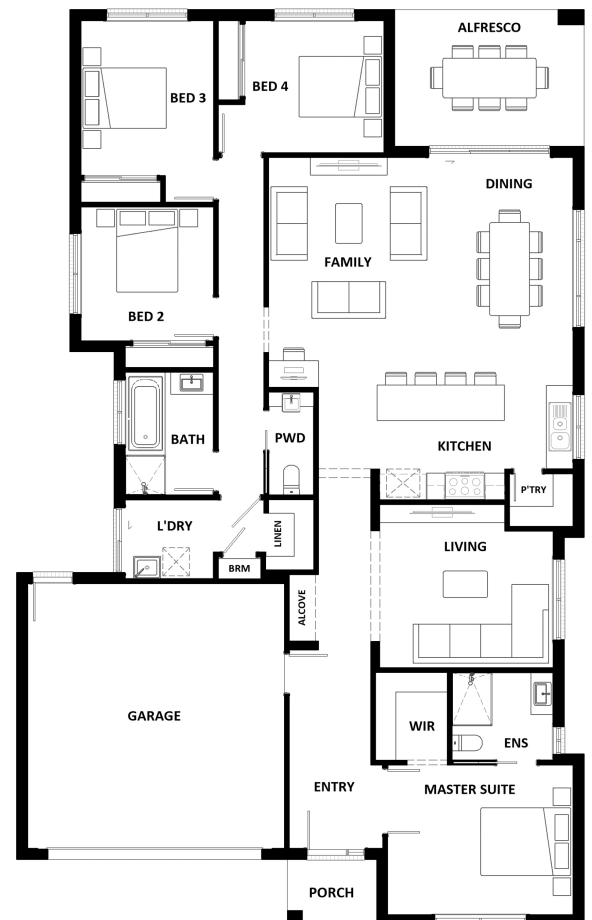 ALFRESCO
BED 3
BED 4
DINING
FAMILY
BED 2
BATH
PWD
KITCHEN
P'TRY
L'DRY
LINEN
LIVING
BRM
ALCOVE
GARAGE
WIR
ENS
ENTRY
MASTER SUITE
PORCH